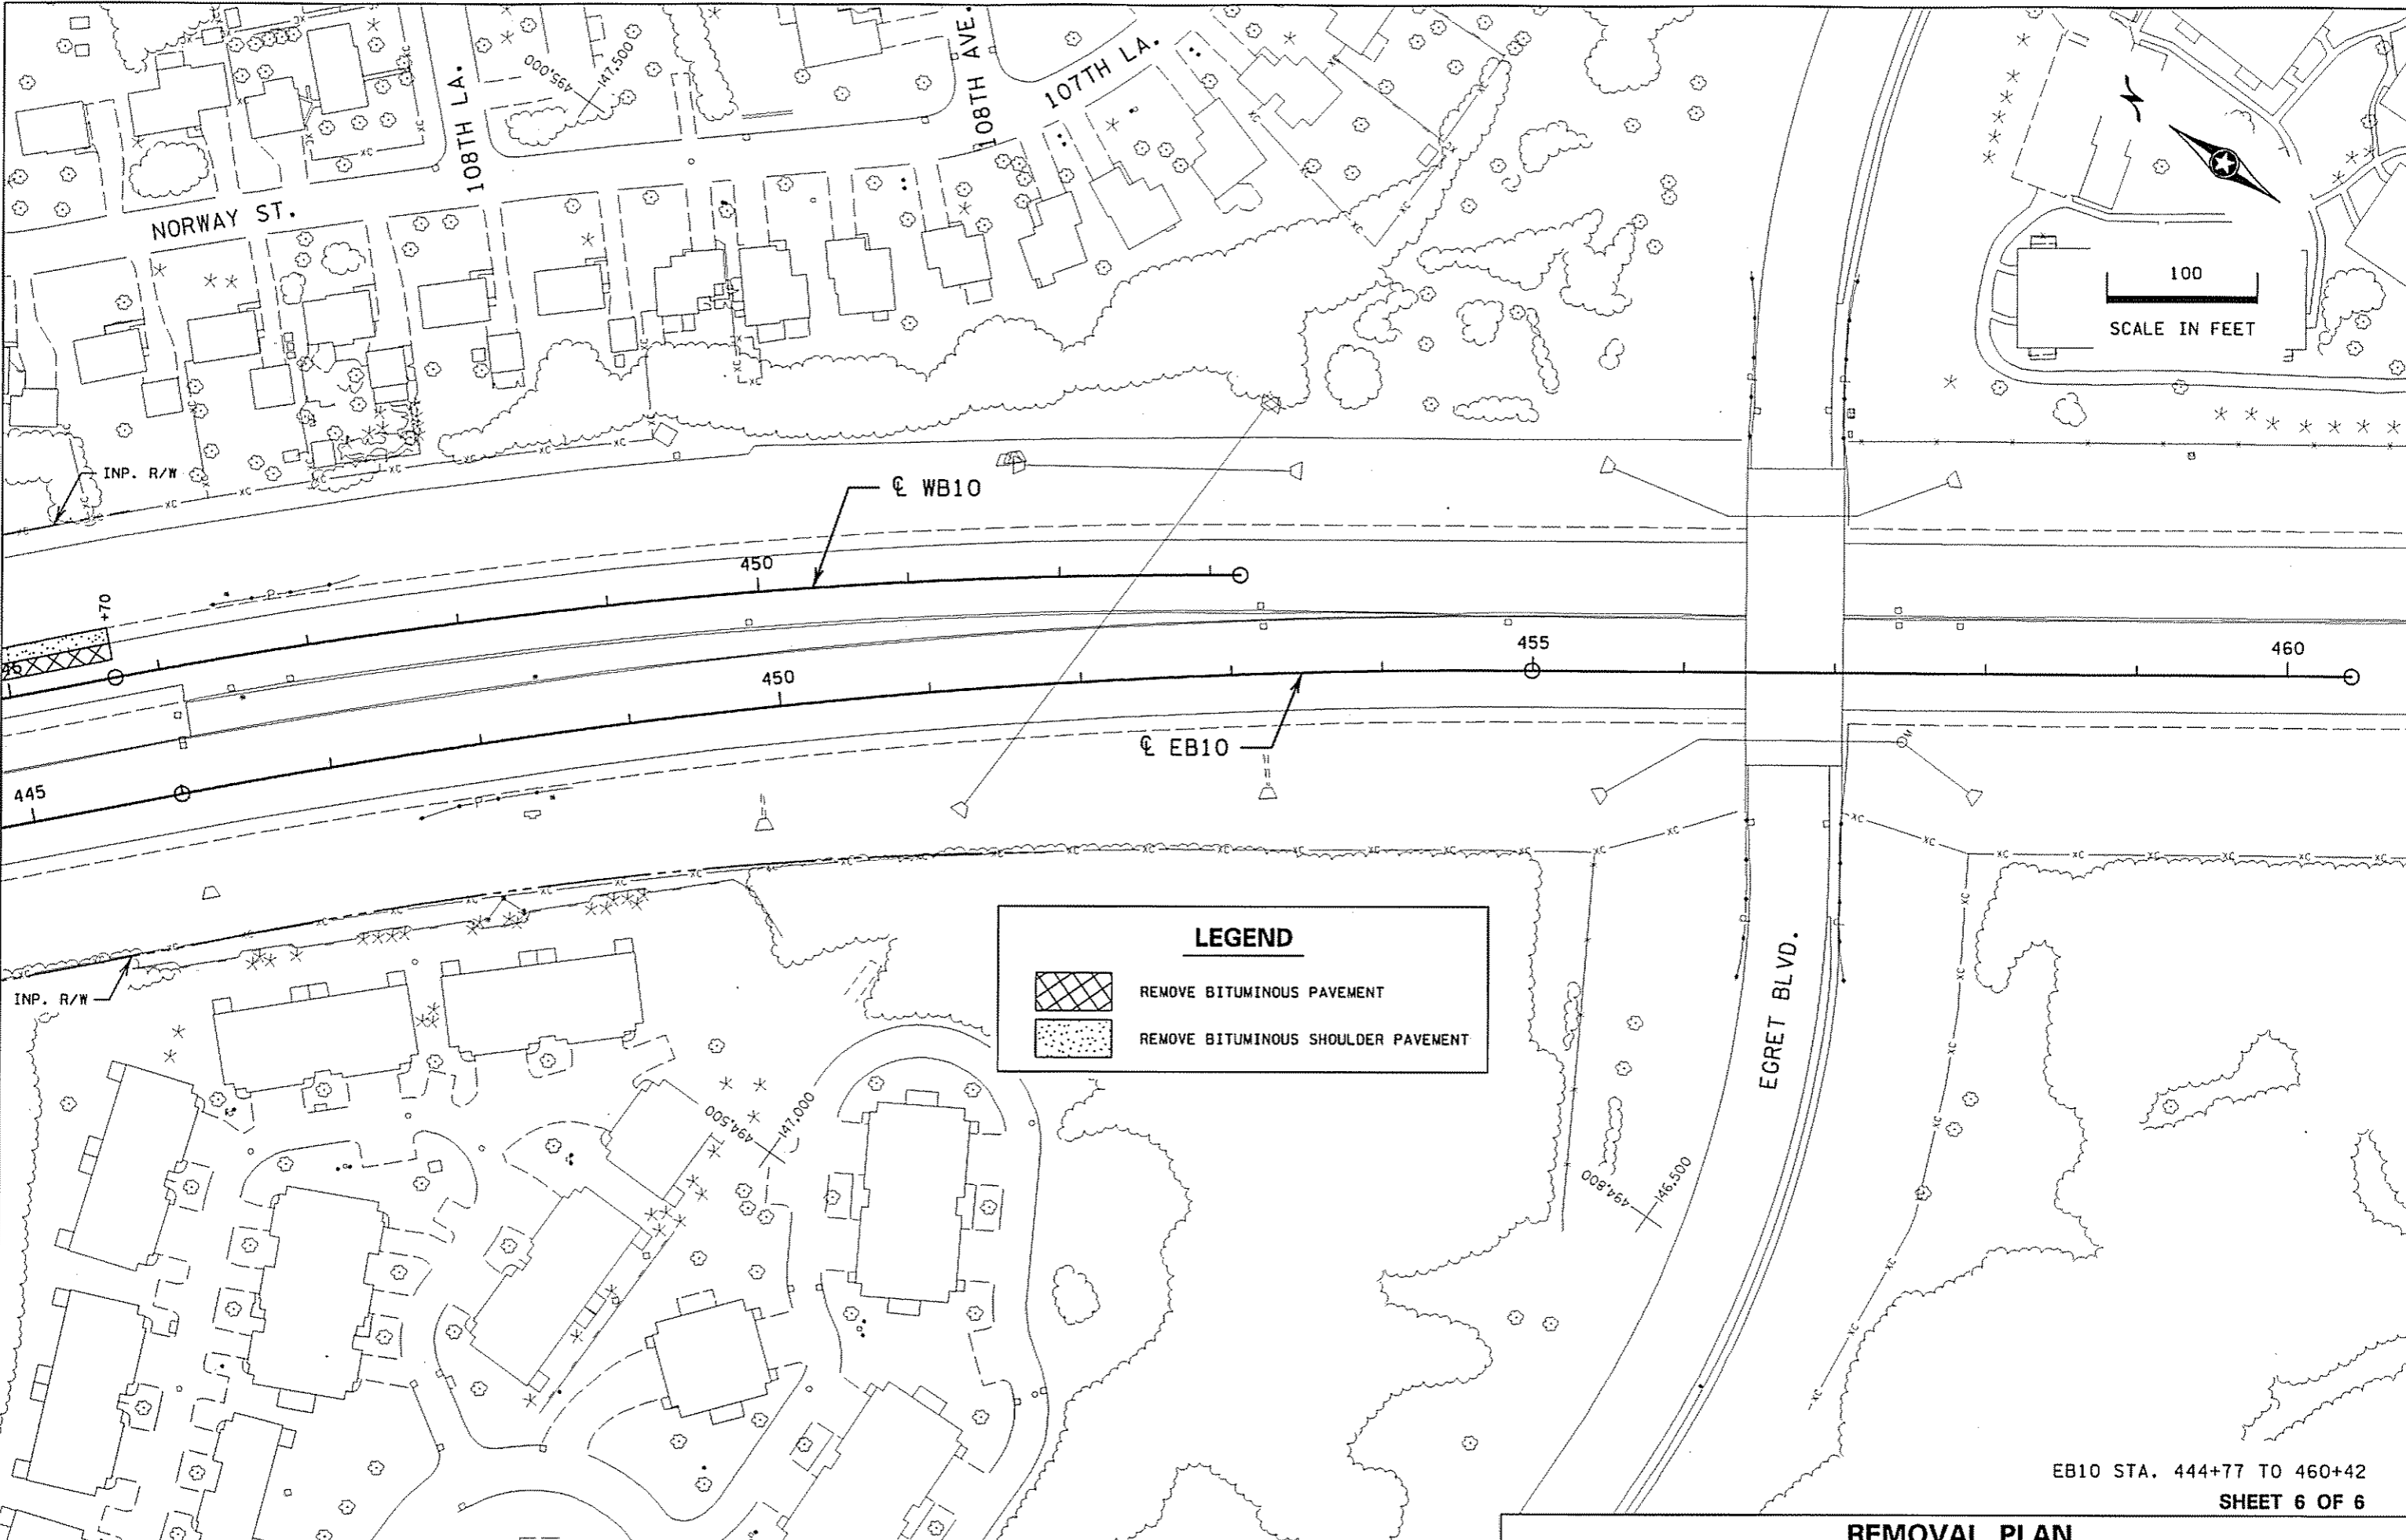 108TH LA.
495,000
147,500
108TH AVE.
107TH LA.
N
NORWAY ST.
100
SCALE IN FEET
INP. R/W
℄ WB10
450
+70
455
460
450
℄ EB10
445
INP. R/W
LEGEND
REMOVE BITUMINOUS PAVEMENT
REMOVE BITUMINOUS SHOULDER PAVEMENT
EGRET BLVD.
494,500
147,000
494,800
146,500
EB10 STA. 444+77 TO 460+42
SHEET 6 OF 6
REMOVAL PLAN